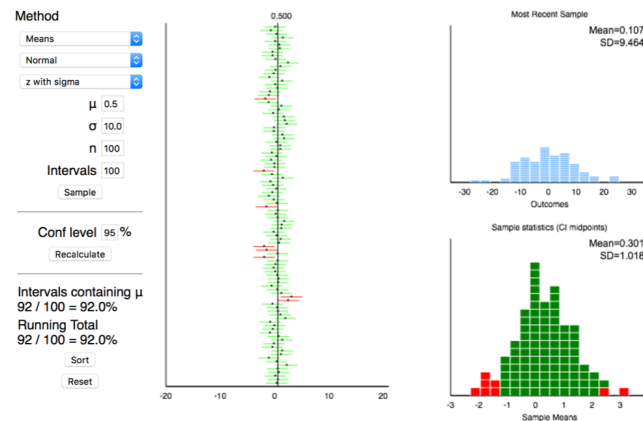 Method
Means
Normal
z with sigma
μ 0.5
σ 10.0
n 100
Intervals 100
Sample
Conf level 95 %
Recalculate
Intervals containing μ
92 / 100 = 92.0%
Running Total
92 / 100 = 92.0%
Sort
Reset
0.500
-20 -10 0 10 20
Most Recent Sample
Mean=0.107
SD=9.464
-30 -20 -10 0 10 20 30
Outcomes
Sample statistics (CI midpoints)
Mean=0.301
SD=1.018
-3 -2 -1 0 1 2 3
Sample Means